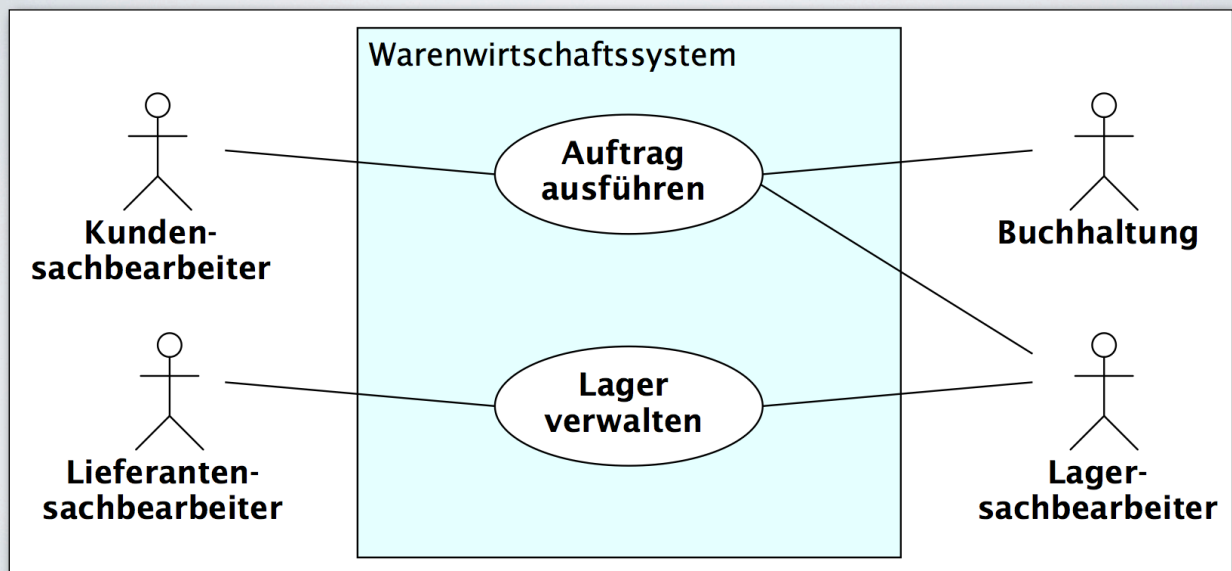 Warenwirtschaftssystem
Auftrag
ausführen
Kunden-
sachbearbeiter
Buchhaltung
Lager
verwalten
Lieferanten-
sachbearbeiter
Lager-
sachbearbeiter